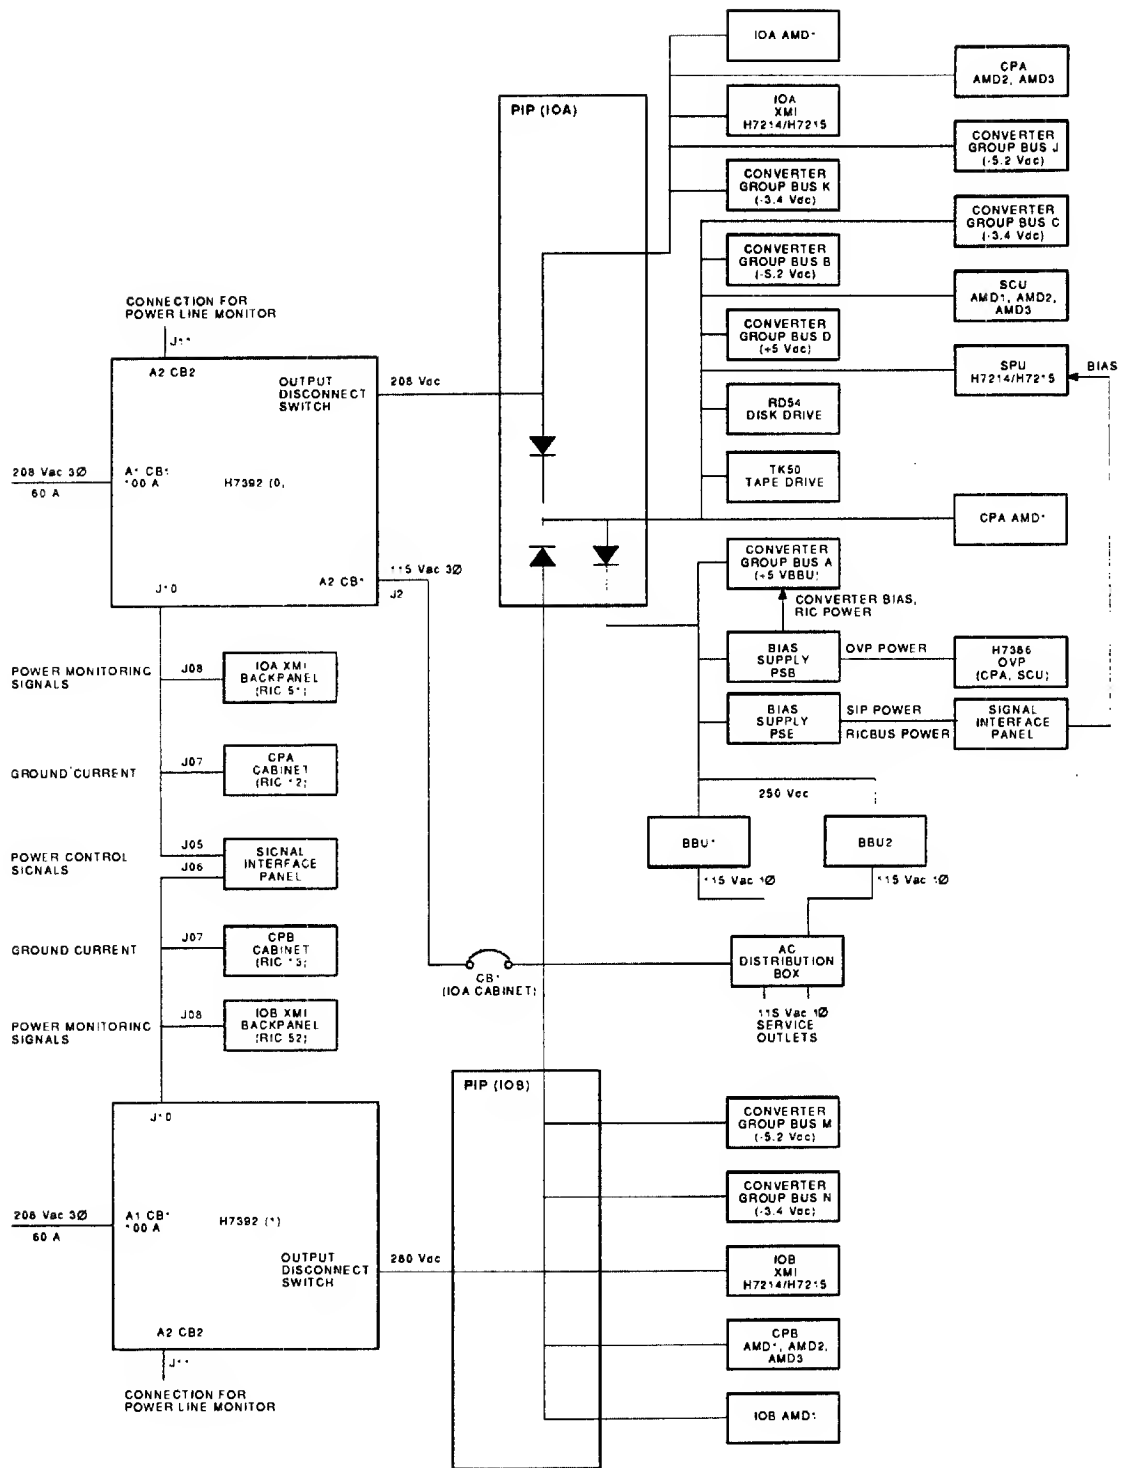 IOA AMD1
CPA
AMD2, AMD3
PIP (IOA)
IOA
XMI
H7214/H7215
CONVERTER
GROUP BUS J
(-5.2 Vdc)
CONVERTER
GROUP BUS K
(-3.4 Vdc)
CONVERTER
GROUP BUS C
(-3.4 Vdc)
CONVERTER
GROUP BUS B
(-5.2 Vdc)
SCU
AMD1, AMD2,
AMD3
CONNECTION FOR
POWER LINE MONITOR
J11
CONVERTER
GROUP BUS D
(+5 Vdc)
A2 CB2
OUTPUT
DISCONNECT
SWITCH
208 Vdc
SPU
H7214/H7215
BIAS
RD54
DISK DRIVE
208 Vac 3Ø
60 A
A1 CB1
100 A
H7392 (0)
TK50
TAPE DRIVE
CPA AMD1
115 Vac 3Ø
A2 CB1
J2
J10
CONVERTER
GROUP BUS A
(+5 VBBU)
CONVERTER BIAS,
RIC POWER
POWER MONITORING
SIGNALS
J08
IOA XMI
BACKPANEL
(RIC 51)
BIAS
SUPPLY
PSB
OVP POWER
H7386
OVP
(CPA, SCU)
BIAS
SUPPLY
PSE
SIP POWER
RICBUS POWER
SIGNAL
INTERFACE
PANEL
GROUND CURRENT
J07
CPA
CABINET
(RIC 12)
250 Vdc
POWER CONTROL
SIGNALS
J05
J06
SIGNAL
INTERFACE
PANEL
BBU1
BBU2
115 Vac 1Ø
115 Vac 1Ø
GROUND CURRENT
J07
CPB
CABINET
(RIC 13)
CB1
(IOA CABINET)
AC
DISTRIBUTION
BOX
POWER MONITORING
SIGNALS
J08
IOB XMI
BACKPANEL
(RIC 52)
115 Vac 1Ø
SERVICE
OUTLETS
PIP (IOB)
J10
CONVERTER
GROUP BUS M
(-5.2 Vdc)
CONVERTER
GROUP BUS N
(-3.4 Vdc)
208 Vac 3Ø
60 A
A1 CB1
100 A
H7392 (1)
OUTPUT
DISCONNECT
SWITCH
280 Vdc
IOB
XMI
H7214/H7215
A2 CB2
CPB
AMD1, AMD2,
AMD3
J11
CONNECTION FOR
POWER LINE MONITOR
IOB AMD1